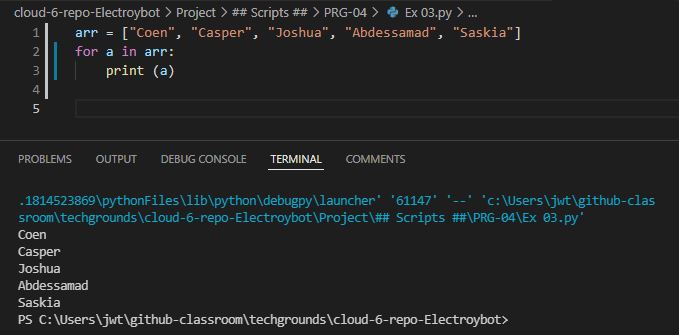 cloud-6-repo-Electroybot > Project > ## Scripts ## > PRG-04 > Ex 03.py > ...
1 arr = ["Coen", "Casper", "Joshua", "Abdessamad", "Saskia"]
2 for a in arr:
3     print (a)
4
5
PROBLEMS OUTPUT DEBUG CONSOLE TERMINAL COMMENTS
.1814523869\pythonFiles\lib\python\debugpy\launcher' '61147' '--' 'c:\Users\jwt\github-clas
sroom\techgrounds\cloud-6-repo-Electroybot\Project\## Scripts ##\PRG-04\Ex 03.py'
Coen
Casper
Joshua
Abdessamad
Saskia
PS C:\Users\jwt\github-classroom\techgrounds\cloud-6-repo-Electroybot>